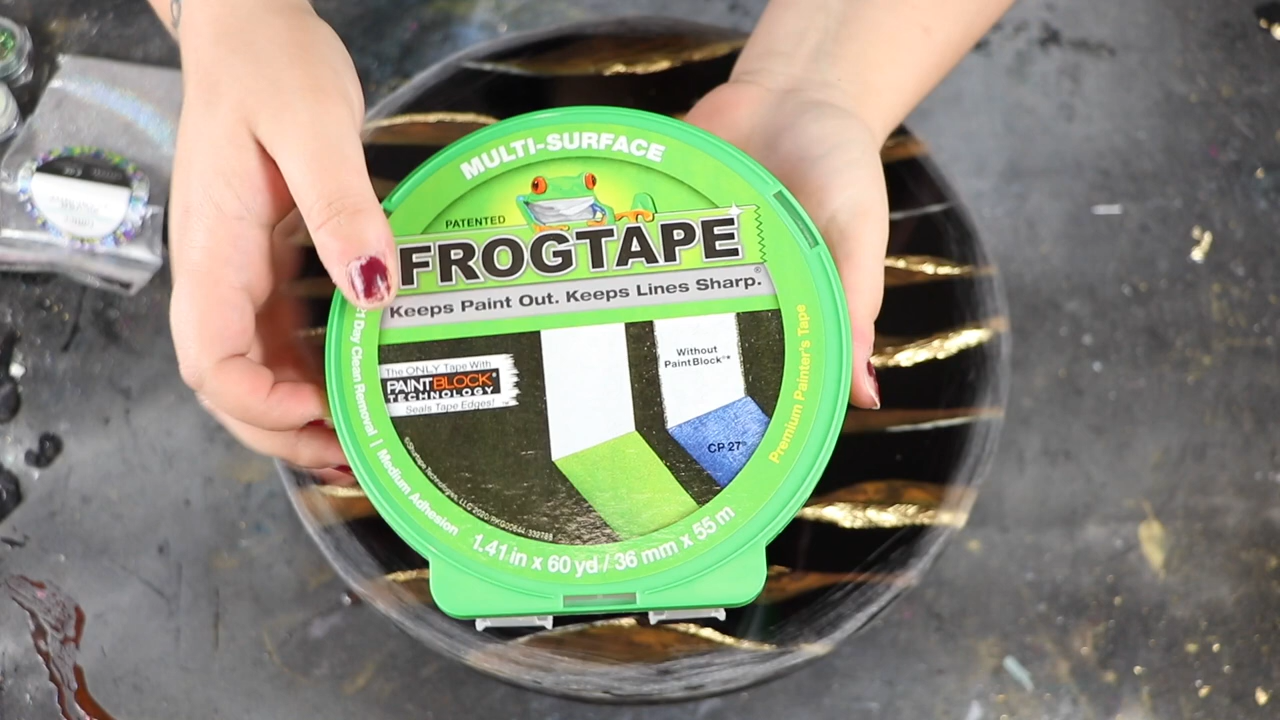 MULTI-SURFACE
PATENTED
FROGTAPE
Keeps Paint Out. Keeps Lines Sharp.®
The ONLY Tape With
PAINTBLOCK®
TECHNOLOGY
Seals Tape Edges!™
Without
PaintBlock®*
CP 27®
21 Day Clean Removal | Medium Adhesion
1.41 in x 60 yd / 36 mm x 55 m
Premium Painter's Tape